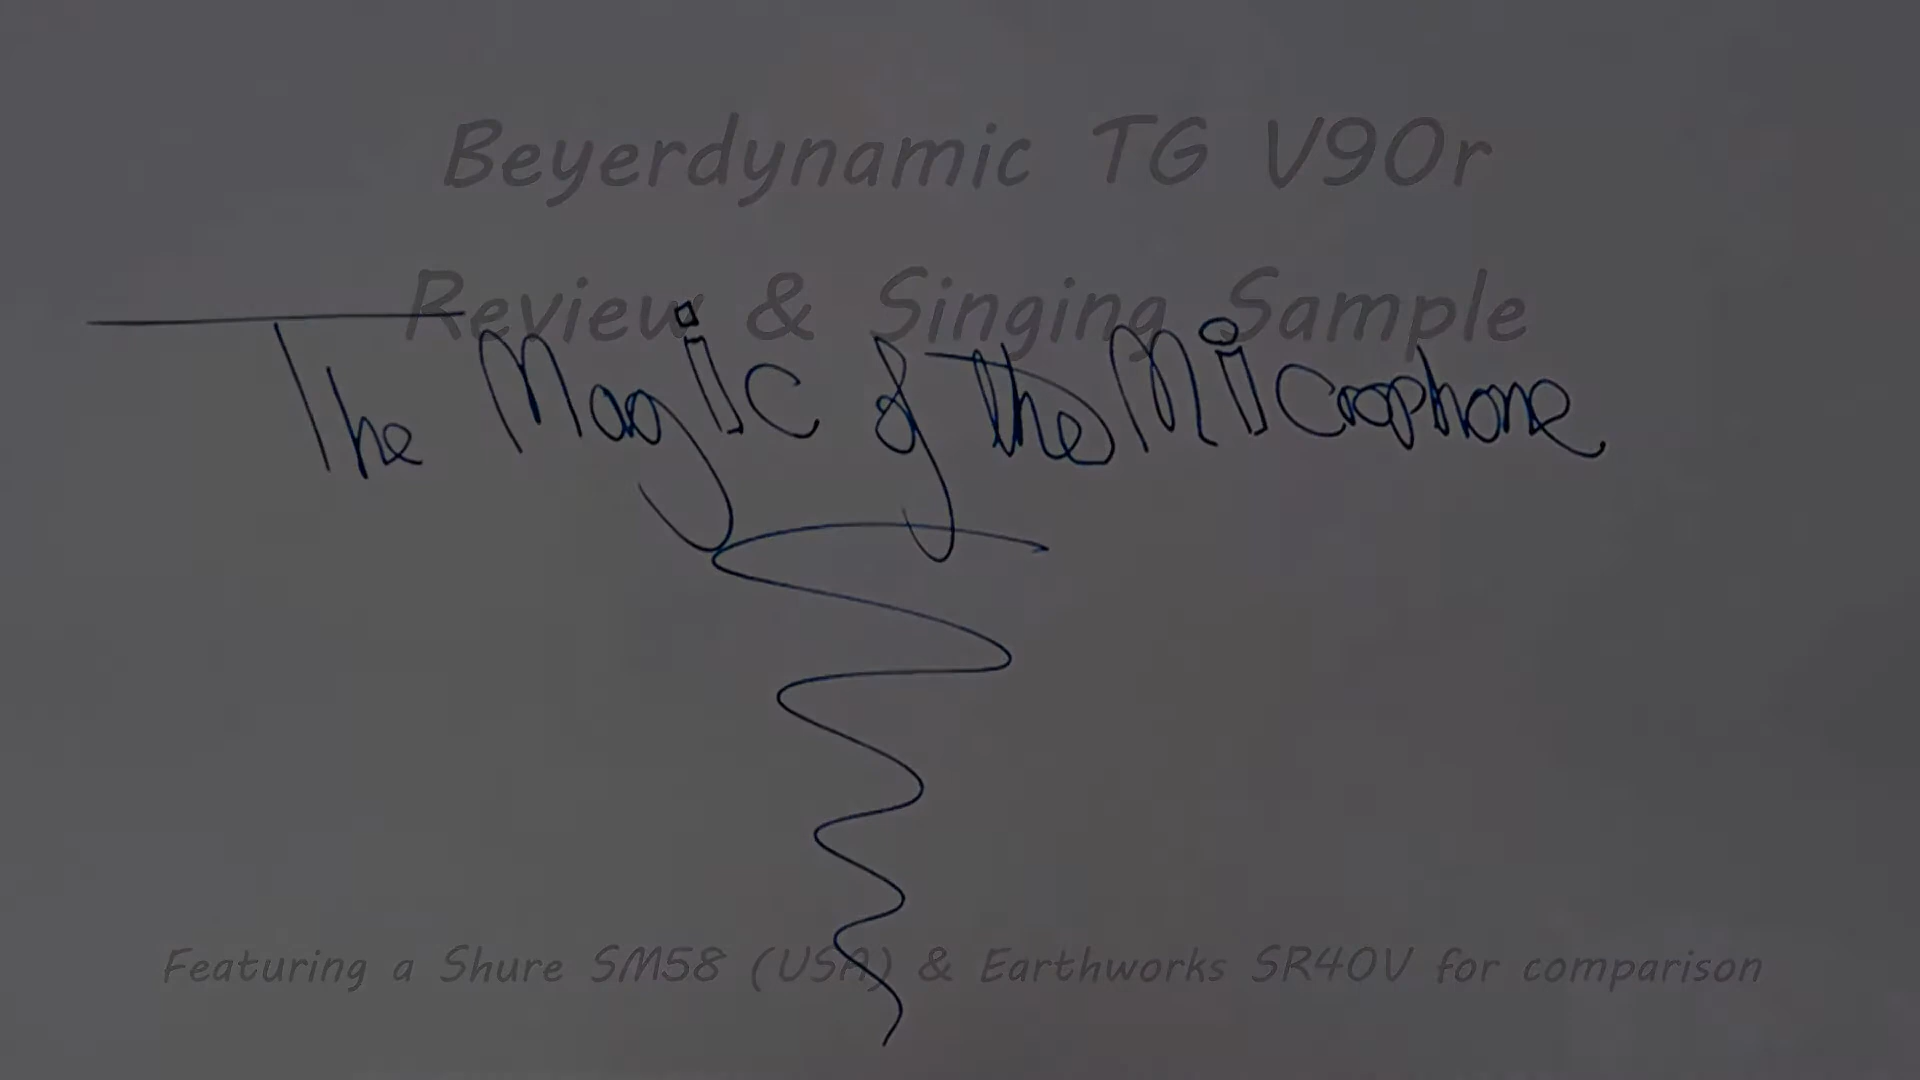 Beyerdynamic TG V90r
Review & Singing Sample
The Magic of the Microphone
Featuring a Shure SM58 (USA) & Earthworks SR40V for comparison